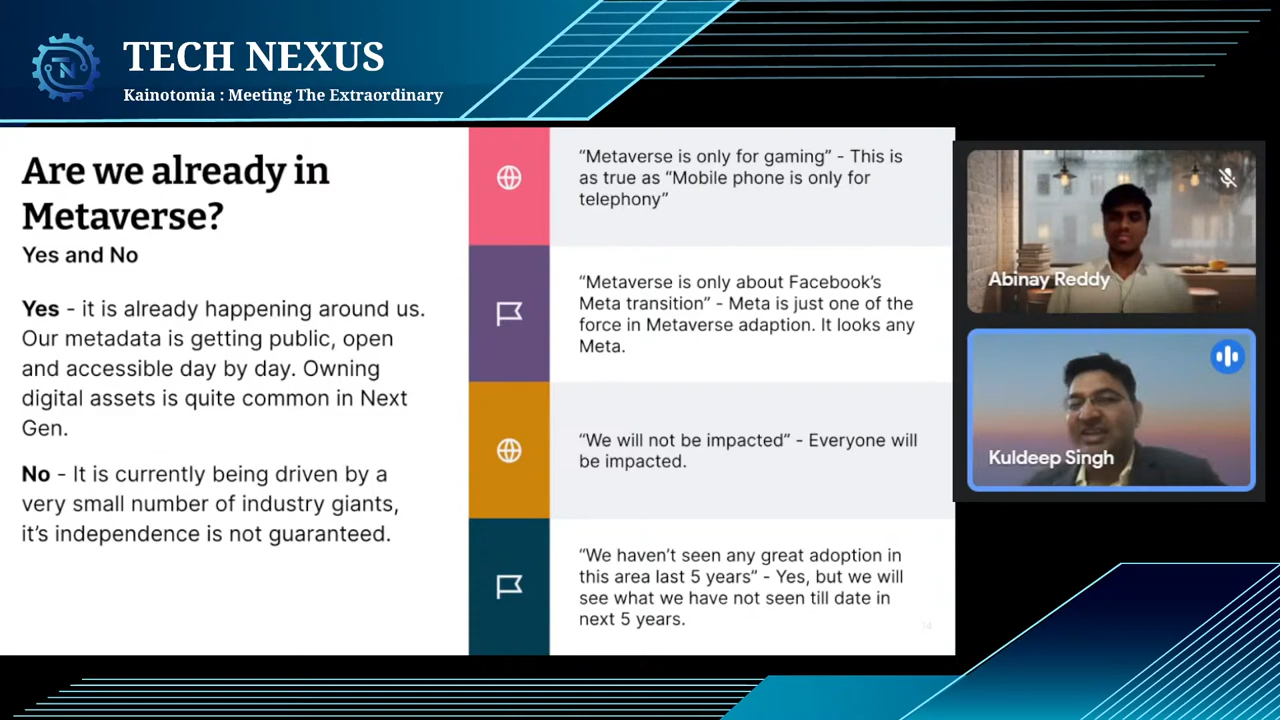 TN
TECH NEXUS
Kainotomia : Meeting The Extraordinary
Are we already in
Metaverse?
Yes and No
Yes - it is already happening around us.
Our metadata is getting public, open
and accessible day by day. Owning
digital assets is quite common in Next
Gen.
No - It is currently being driven by a
very small number of industry giants,
it’s independence is not guaranteed.
“Metaverse is only for gaming” - This is
as true as “Mobile phone is only for
telephony”
“Metaverse is only about Facebook’s
Meta transition” - Meta is just one of the
force in Metaverse adaption. It looks any
Meta.
“We will not be impacted” - Everyone will
be impacted.
“We haven’t seen any great adoption in
this area last 5 years” - Yes, but we will
see what we have not seen till date in
next 5 years.
14
Abinay Reddy
Kuldeep Singh